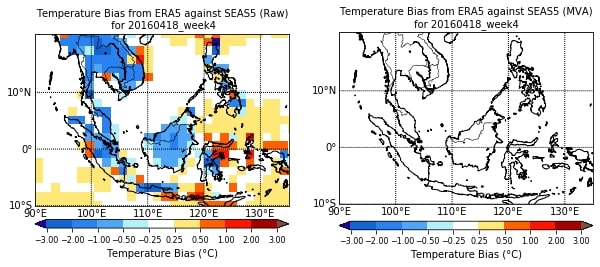 Temperature Bias from ERA5 against SEAS5 (Raw)
for 20160418_week4
10°N
0°
10°S
90°E 100°E 110°E 120°E 130°E
−3.00 −2.00 −1.00 −0.50 −0.25 0.25 0.50 1.00 2.00 3.00
Temperature Bias (°C)
Temperature Bias from ERA5 against SEAS5 (MVA)
for 20160418_week4
10°N
0°
10°S
90°E 100°E 110°E 120°E 130°E
−3.00 −2.00 −1.00 −0.50 −0.25 0.25 0.50 1.00 2.00 3.00
Temperature Bias (°C)